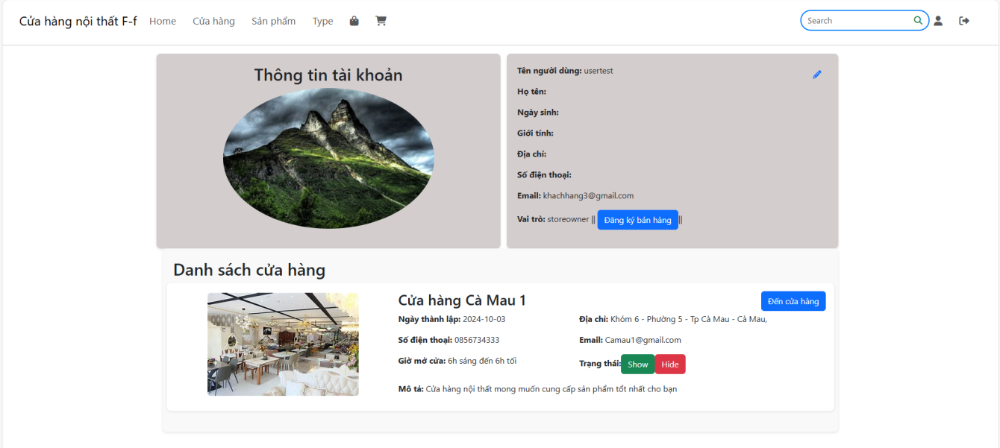 Cửa hàng nội thất F-f Home Cửa hàng Sản phẩm Type Search
Thông tin tài khoản
Tên người dùng: usertest
Họ tên:
Ngày sinh:
Giới tính:
Địa chỉ:
Số điện thoại:
Email: khachhang3@gmail.com
Vai trò: storeowner || Đăng ký bán hàng ||
Danh sách cửa hàng
Cửa hàng Cà Mau 1
Đến cửa hàng
Ngày thành lập: 2024-10-03
Địa chỉ: Khóm 6 - Phường 5 - Tp Cà Mau - Cà Mau,
Số điện thoại: 0856734333
Email: Camau1@gmail.com
Giờ mở cửa: 6h sáng đến 6h tối
Trạng thái: Show Hide
Mô tả: Cửa hàng nội thất mong muốn cung cấp sản phẩm tổt nhất cho bạn